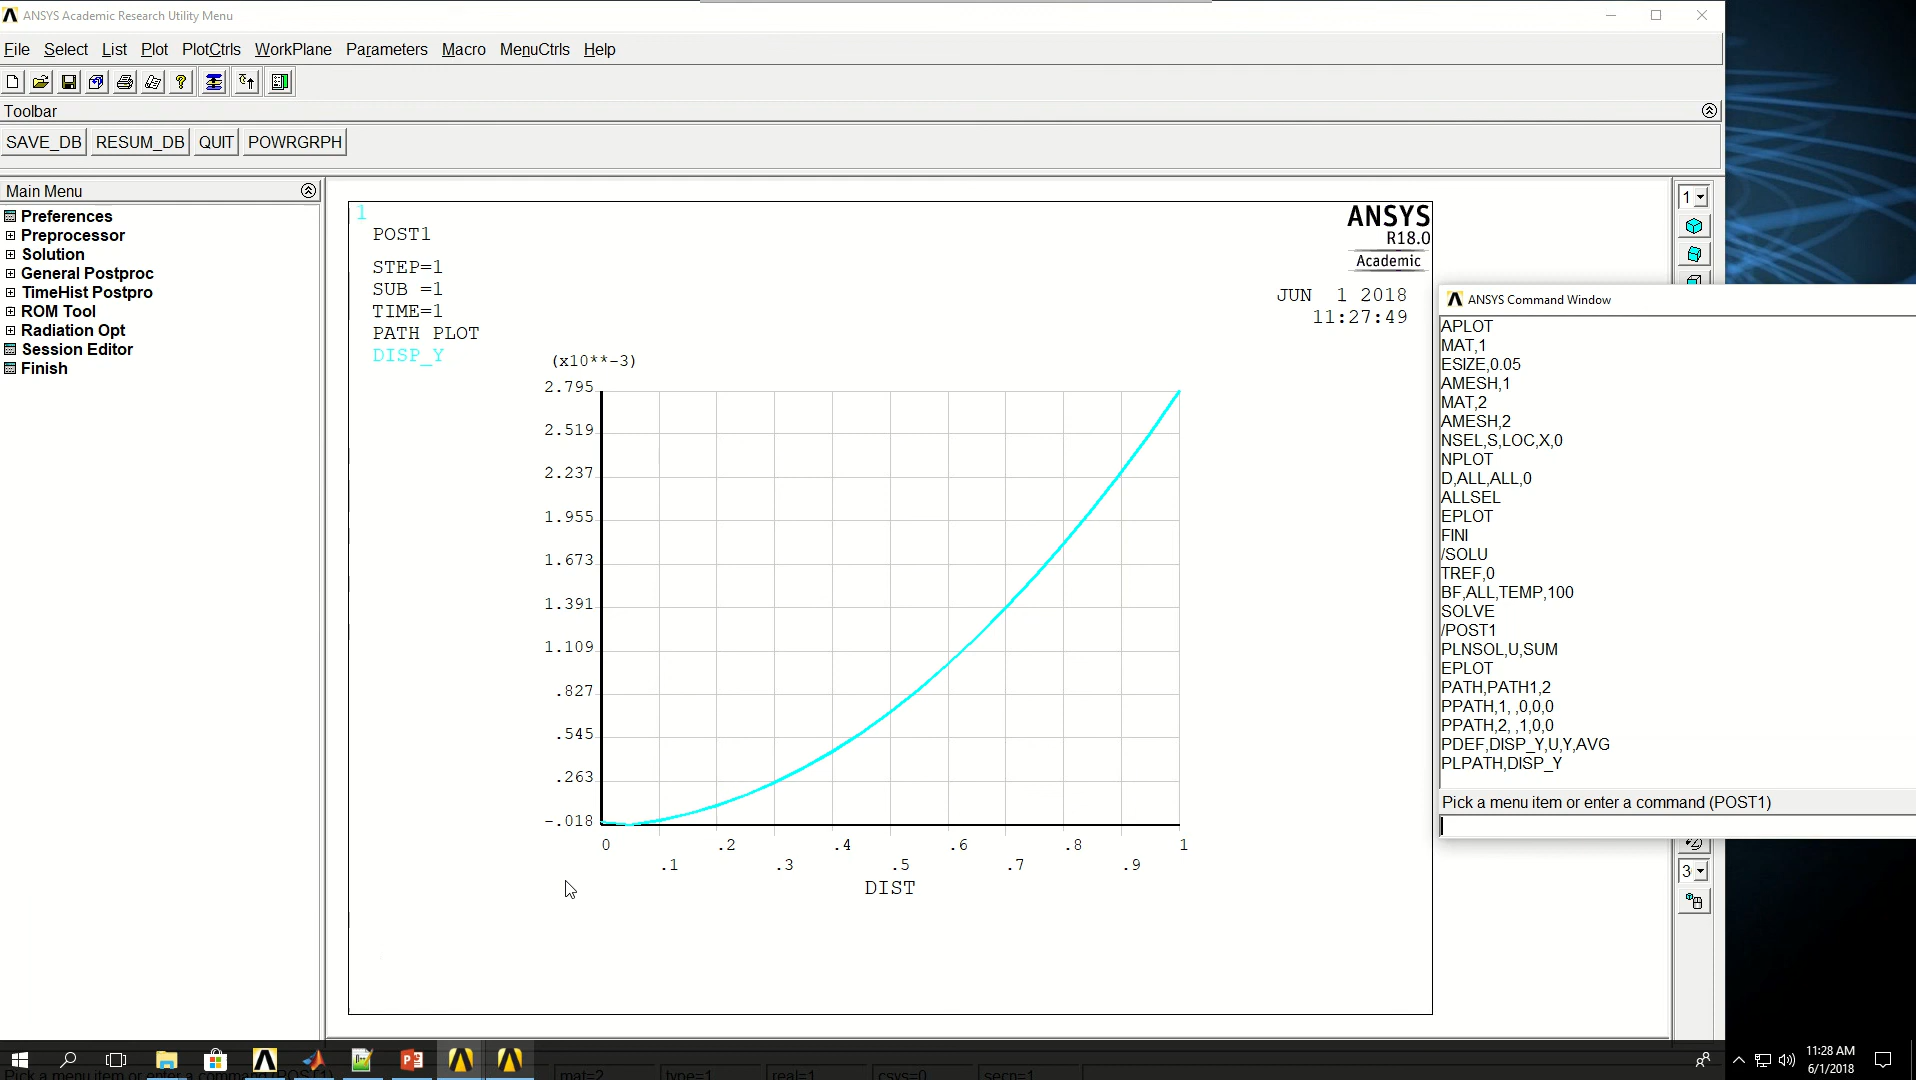 ANSYS Academic Research Utility Menu
File Select List Plot PlotCtrls WorkPlane Parameters Macro MenuCtrls Help
Toolbar
SAVE_DB RESUM_DB QUIT POWRGRPH
Main Menu
Preferences
Preprocessor
Solution
General Postproc
TimeHist Postpro
ROM Tool
Radiation Opt
Session Editor
Finish
1
POST1
STEP=1
SUB =1
TIME=1
PATH PLOT
DISP_Y
ANSYS
R18.0
Academic
JUN 1 2018
11:27:49
(x10**-3)
2.795
2.519
2.237
1.955
1.673
1.391
1.109
.827
.545
.263
-.018
0 .2 .4 .6 .8 1
.1 .3 .5 .7 .9
DIST
1
3
ANSYS Command Window
APLOT
MAT,1
ESIZE,0.05
AMESH,1
MAT,2
AMESH,2
NSEL,S,LOC,X,0
NPLOT
D,ALL,ALL,0
ALLSEL
EPLOT
FINI
/SOLU
TREF,0
BF,ALL,TEMP,100
SOLVE
/POST1
PLNSOL,U,SUM
EPLOT
PATH,PATH1,2
PPATH,1, ,0,0,0
PPATH,2, ,1,0,0
PDEF,DISP_Y,U,Y,AVG
PLPATH,DISP_Y
Pick a menu item or enter a command (POST1)
11:28 AM
6/1/2018
Pick a menu item or enter a command (POST1) mat=2 type=1 real=1 csys=0 secn=1